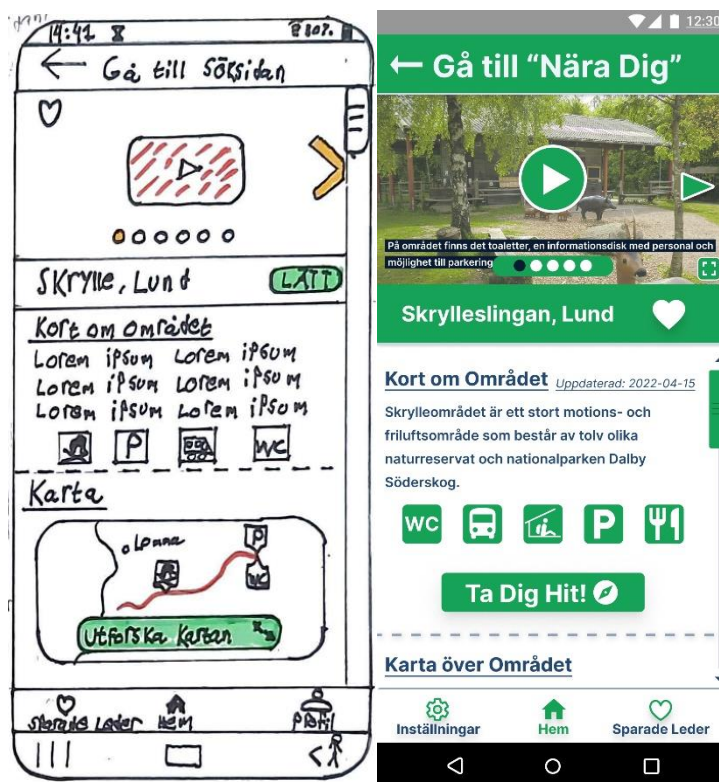 14:41
80%
Gå till söksidan
Skrylle, Lund
LÄTT
Kort om området
Lorem ipsum Lorem ipsum
Lorem ipsum Lorem ipsum
Lorem ipsum Lorem ipsum
P
WC
Karta
Lomma
P
WC
Utforska kartan
Sparade Leder
Hem
Profil
12:30
Gå till “Nära Dig”
På området finns det toaletter, en informationsdisk med personal och
möjlighet till parkering
Skrylleslingan, Lund
Kort om Området
Uppdaterad: 2022-04-15
Skrylleområdet är ett stort motions- och
friluftsområde som består av tolv olika
naturreservat och nationalparken Dalby
Söderskog.
WC
P
Ta Dig Hit!
Karta över Området
Inställningar
Hem
Sparade Leder